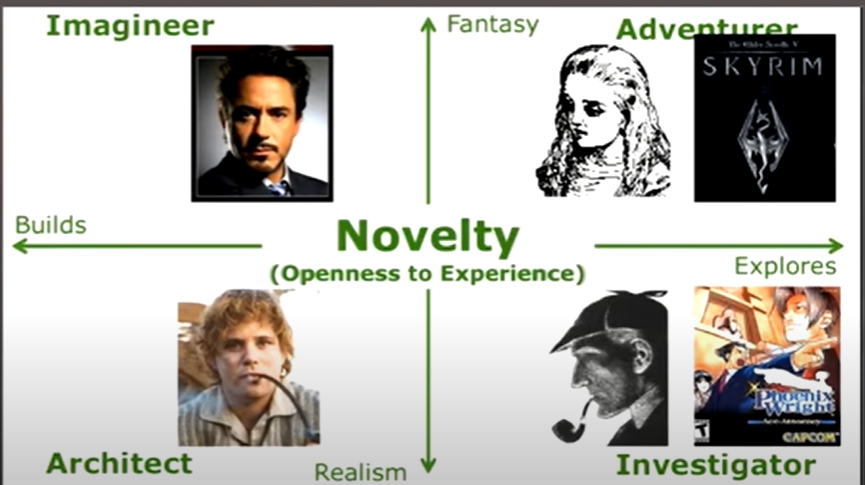 Imagineer
Fantasy
Adventurer
The Elder Scrolls V
SKYRIM
Builds
Novelty
(Openness to Experience)
Explores
Phoenix
Wright
Ace Attorney
T
CAPCOM
Architect
Realism
Investigator